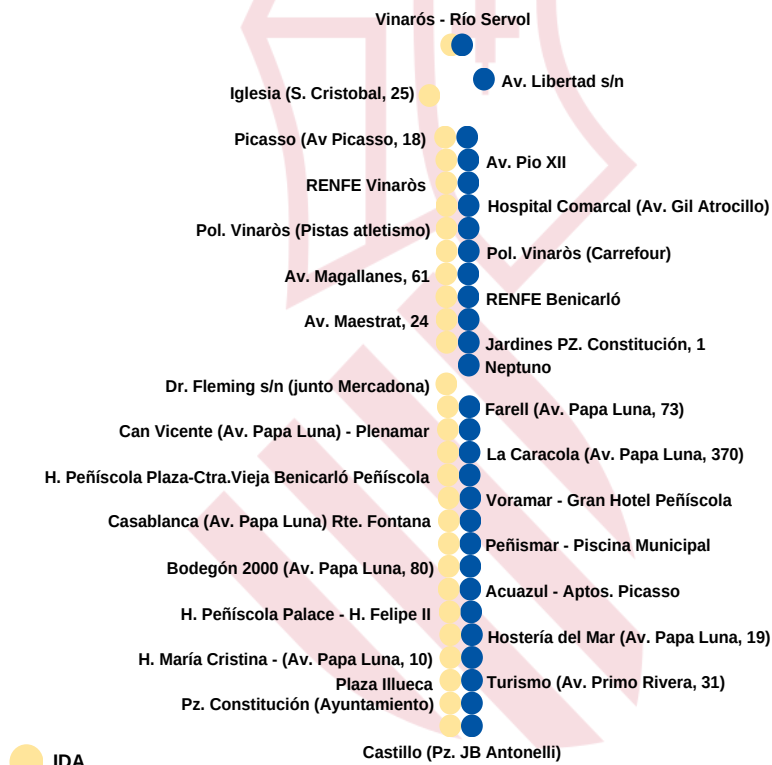 Vinarós - Río Servol
Av. Libertad s/n
Iglesia (S. Cristobal, 25)
Picasso (Av Picasso, 18)
Av. Pio XII
RENFE Vinaròs
Hospital Comarcal (Av. Gil Atrocillo)
Pol. Vinaròs (Pistas atletismo)
Pol. Vinaròs (Carrefour)
Av. Magallanes, 61
RENFE Benicarló
Av. Maestrat, 24
Jardines PZ. Constitución, 1
Neptuno
Dr. Fleming s/n (junto Mercadona)
Farell (Av. Papa Luna, 73)
Can Vicente (Av. Papa Luna) - Plenamar
La Caracola (Av. Papa Luna, 370)
H. Peñíscola Plaza-Ctra.Vieja Benicarló Peñíscola
Voramar - Gran Hotel Peñíscola
Casablanca (Av. Papa Luna) Rte. Fontana
Peñismar - Piscina Municipal
Bodegón 2000 (Av. Papa Luna, 80)
Acuazul - Aptos. Picasso
H. Peñíscola Palace - H. Felipe II
Hostería del Mar (Av. Papa Luna, 19)
H. María Cristina - (Av. Papa Luna, 10)
Plaza Illueca
Turismo (Av. Primo Rivera, 31)
Pz. Constitución (Ayuntamiento)
Castillo (Pz. JB Antonelli)
IDA